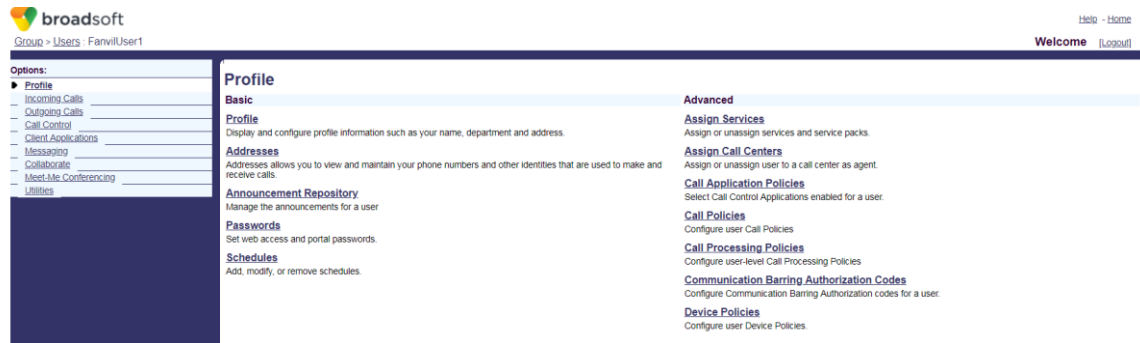 broadsoft
Help - Home
Group > Users : FanvilUser1
Welcome [Logout]
Options:
Profile
Incoming Calls
Outgoing Calls
Call Control
Client Applications
Messaging
Collaborate
Meet-Me Conferencing
Utilities
Profile
Basic
Profile
Display and configure profile information such as your name, department and address.
Addresses
Addresses allows you to view and maintain your phone numbers and other identities that are used to make and
receive calls.
Announcement Repository
Manage the announcements for a user
Passwords
Set web access and portal passwords.
Schedules
Add, modify, or remove schedules.
Advanced
Assign Services
Assign or unassign services and service packs.
Assign Call Centers
Assign or unassign user to a call center as agent.
Call Application Policies
Select Call Control Applications enabled for a user.
Call Policies
Configure user Call Policies
Call Processing Policies
Configure user-level Call Processing Policies
Communication Barring Authorization Codes
Configure Communication Barring Authorization codes for a user.
Device Policies
Configure user Device Policies.